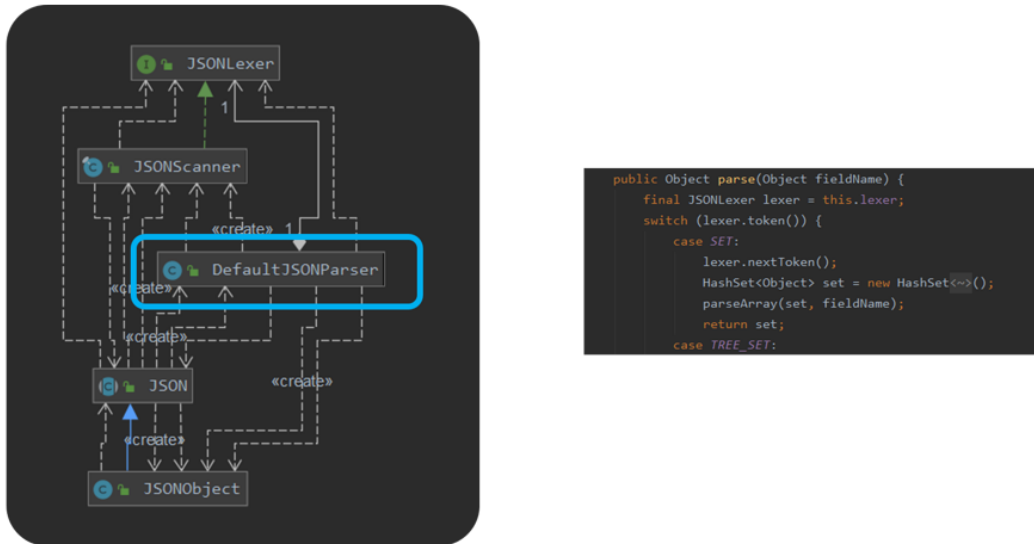 JSONLexer
1
JSONScanner
«create» 1
DefaultJSONParser
«create»
«create»
«create»
JSON
«create»
JSONObject
public Object parse(Object fieldName) {
final JSONLexer lexer = this.lexer;
switch (lexer.token()) {
case SET:
lexer.nextToken();
HashSet<Object> set = new HashSet<~>();
parseArray(set, fieldName);
return set;
case TREE_SET: